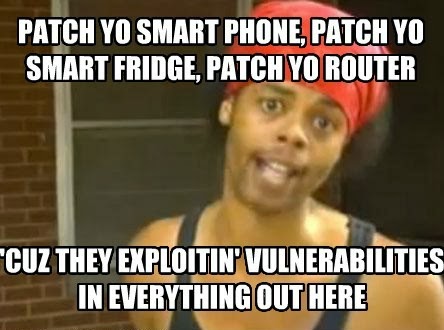 PATCH YO SMART PHONE, PATCH YO
SMART FRIDGE, PATCH YO ROUTER
'CUZ THEY EXPLOITIN' VULNERABILITIES
IN EVERYTHING OUT HERE